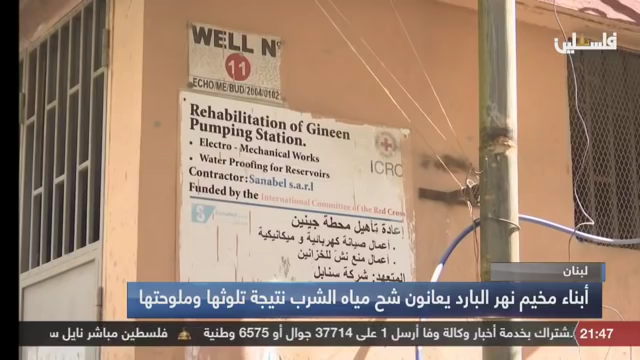 WELL Nº
11
ECHO/ME/BUD/2004/0102
فلسطين
Rehabilitation of Gineen
Pumping Station.
• Electro - Mechanical Works
• Water Proofing for Reservoirs
Contractor: Sanabel s.a.r.l
Funded by the International Committee of the Red Cross
ICRC
إعادة تأهيل محطة جينين
• أعمال صيانة كهربائية و ميكانيكية
• أعمال منع نش للخزانين
المتعهد: شركة سنابل
لبنان
أبناء مخيم نهر البارد يعانون شح مياه الشرب نتيجة تلوثها وملوحتها
21:47
شتراك بخدمة أخبار وكالة وفا أرسل 1 على 37714 جوال أو 6575 وطنية
فلسطين مباشر نايل س